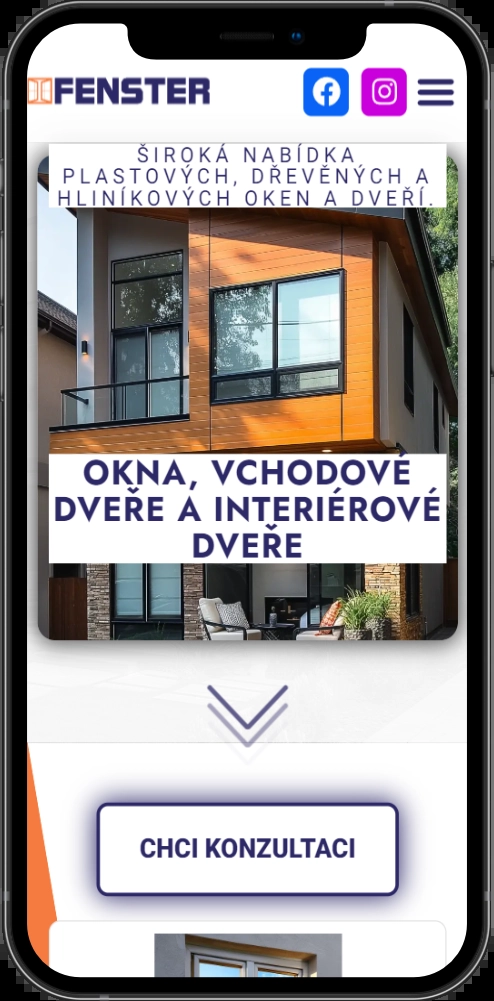 FENSTER
ŠIROKÁ NABÍDKA
PLASTOVÝCH, DŘEVĚNÝCH A
HLINÍKOVÝCH OKEN A DVEŘÍ.
OKNA, VCHODOVÉ
DVEŘE A INTERIÉROVÉ
DVEŘE
CHCI KONZULTACI